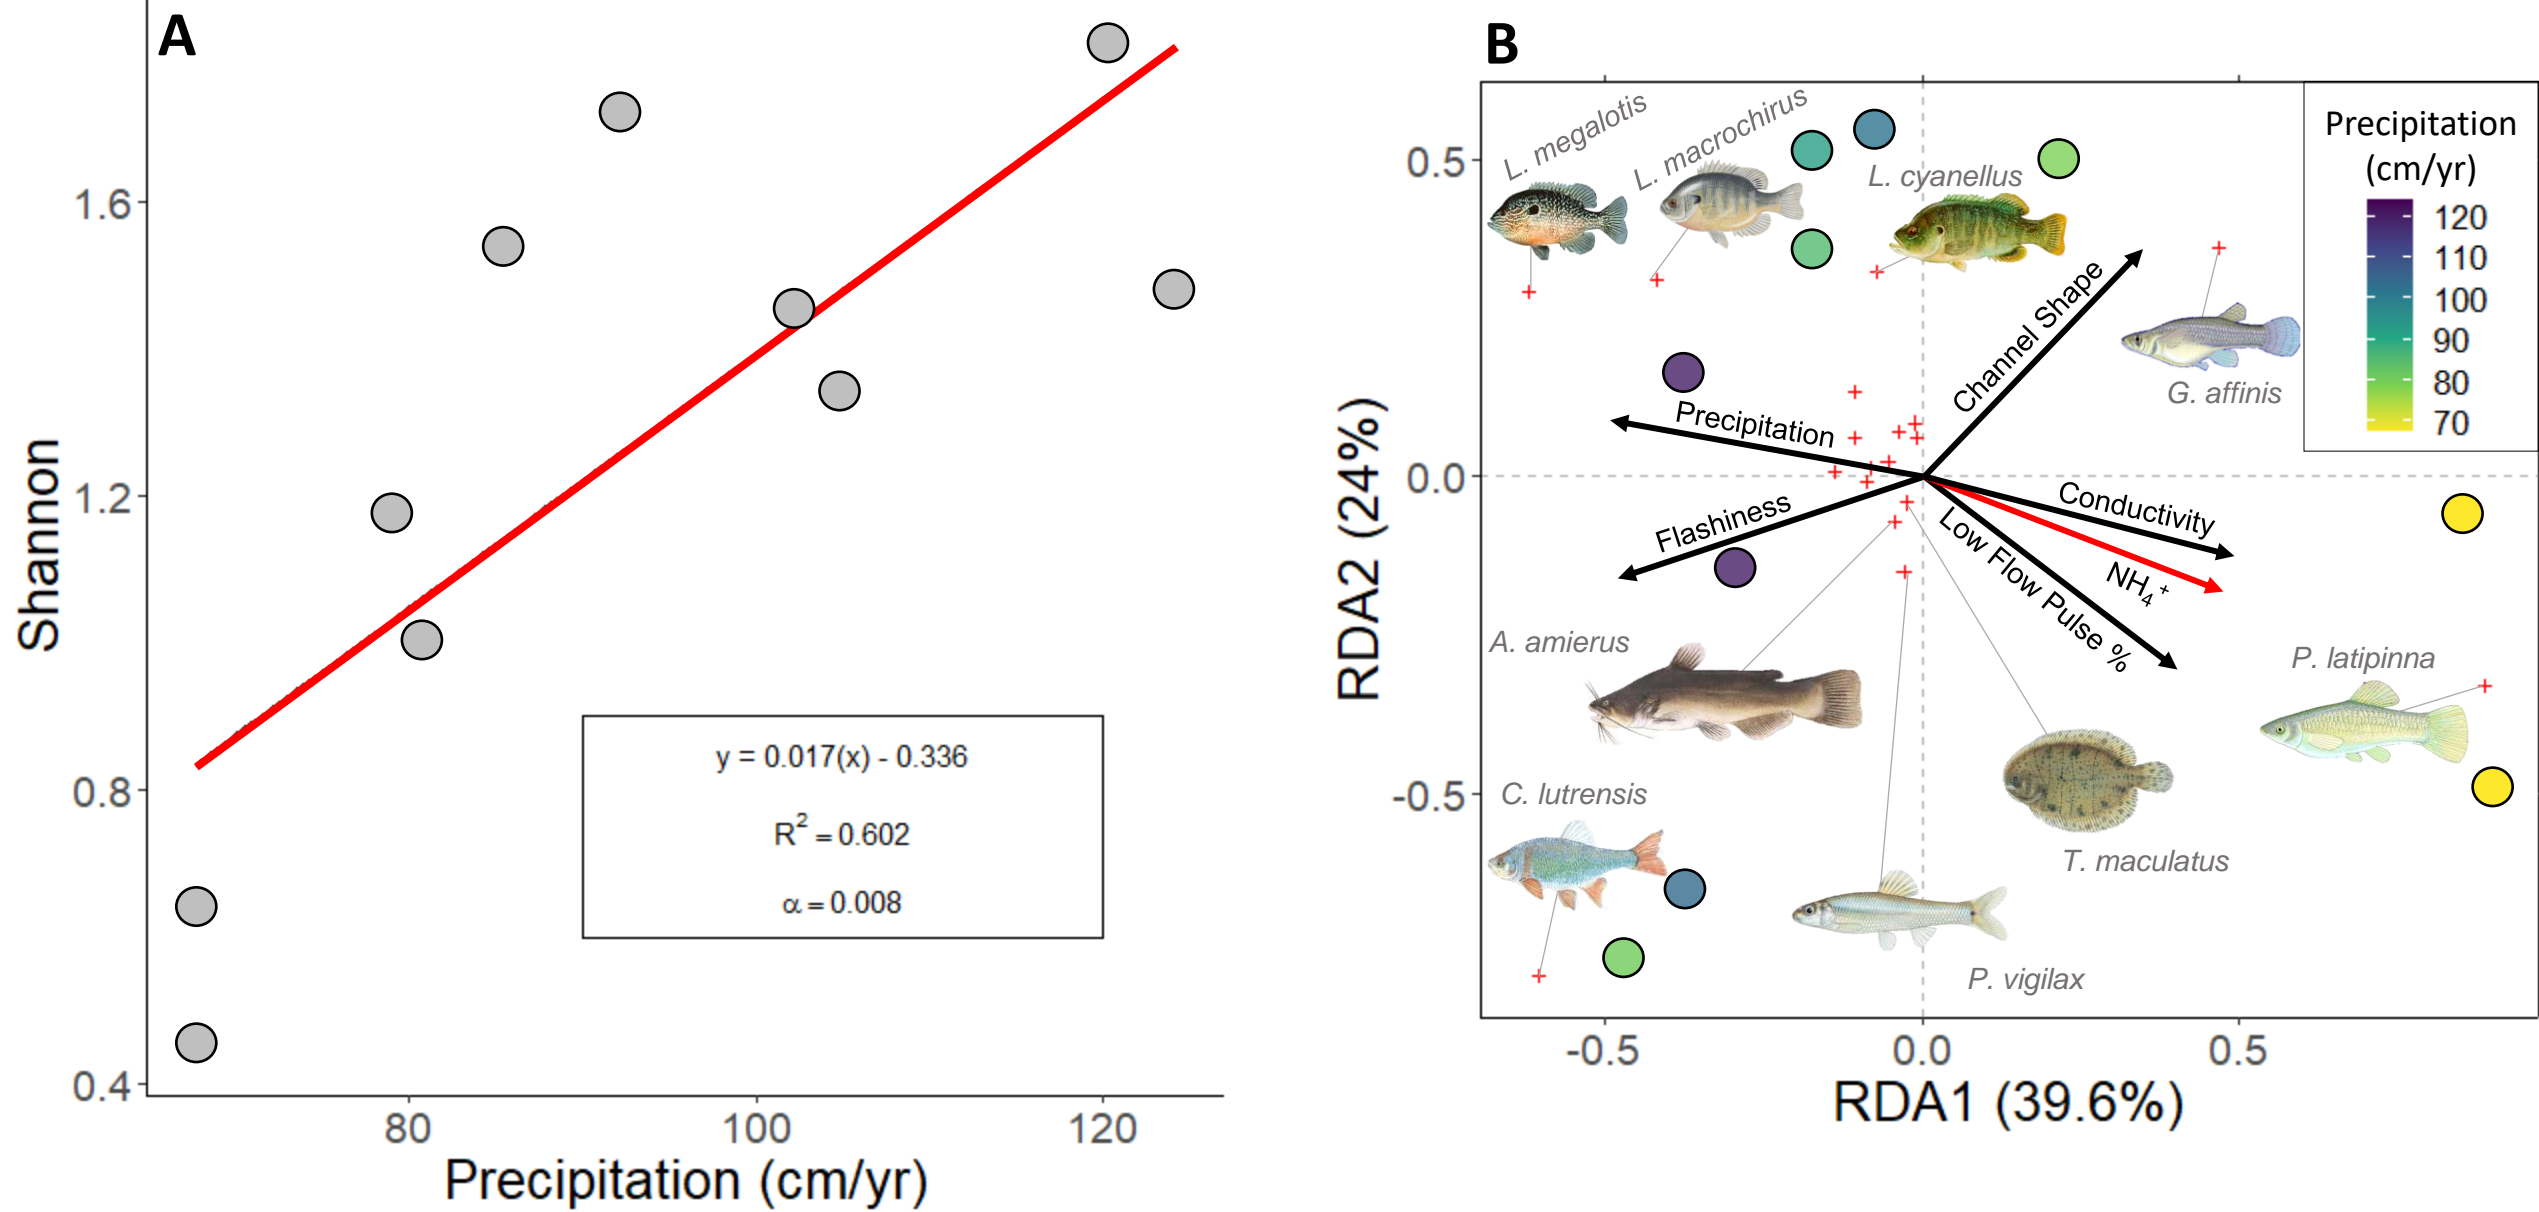 A
Shannon
1.6
1.2
0.8
0.4
80
100
120
Precipitation (cm/yr)
y = 0.017(x) - 0.336
R² = 0.602
α = 0.008
B
RDA2 (24%)
0.5
0.0
-0.5
-0.5
0.0
0.5
RDA1 (39.6%)
Precipitation
(cm/yr)
120
110
100
90
80
70
L. megalotis
L. macrochirus
L. cyanellus
G. affinis
Channel Shape
Precipitation
Flashiness
Conductivity
NH₄⁺
Low Flow Pulse %
A. amierus
P. latipinna
C. lutrensis
T. maculatus
P. vigilax